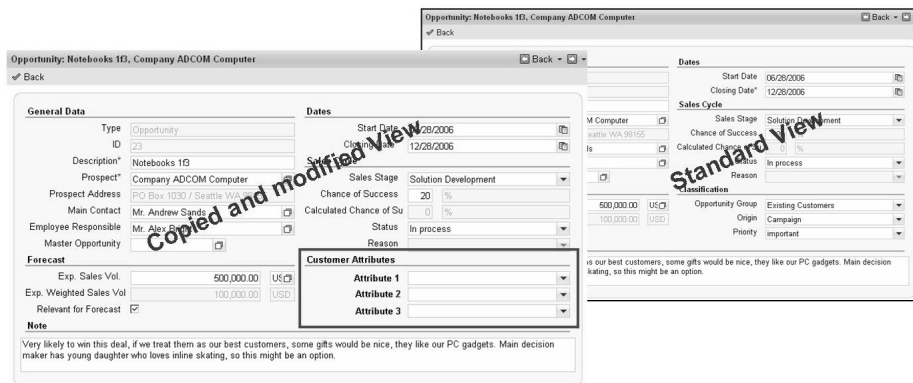 Opportunity: Notebooks 1f3, Company ADCOM Computer
Back
Back
Opportunity: Notebooks 1f3, Company ADCOM Computer
Back
Back
General Data
Type Opportunity
ID 23
Description* Notebooks 1f3
Prospect* Company ADCOM Computer
Prospect Address PO Box 1030 / Seattle WA
Main Contact Mr. Andrew Sands
Employee Responsible Mr. Alex
Master Opportunity
Forecast
Exp. Sales Vol. 500,000.00
Exp. Weighted Sales Vol 100,000.00 USD
Relevant for Forecast
Note
Very likely to win this deal, if we treat them as our best customers, some gifts would be nice, they like our PC gadgets. Main decision
maker has young daughter who loves inline skating, so this might be an option.
Dates
Start Date 06/28/2006
Closing Date 12/28/2006
Sales Cycle
Sales Stage Solution Development
Chance of Success 20 %
Calculated Chance of Su 0 %
Status In process
Reason
Customer Attributes
Attribute 1
Attribute 2
Attribute 3
Copied and modified View
Dates
Start Date 06/28/2006
Closing Date* 12/28/2006
Sales Cycle
M Computer
Sales Stage Solution Development
eattle WA 98155
Chance of Success
Calculated Chance of Su 0 %
Status In process
Reason
Classification
500,000.00 Opportunity Group Existing Customers
100,000.00 USD Origin Campaign
Priority important
s our best customers, some gifts would be nice, they like our PC gadgets. Main decision
kating, so this might be an option.
Standard View